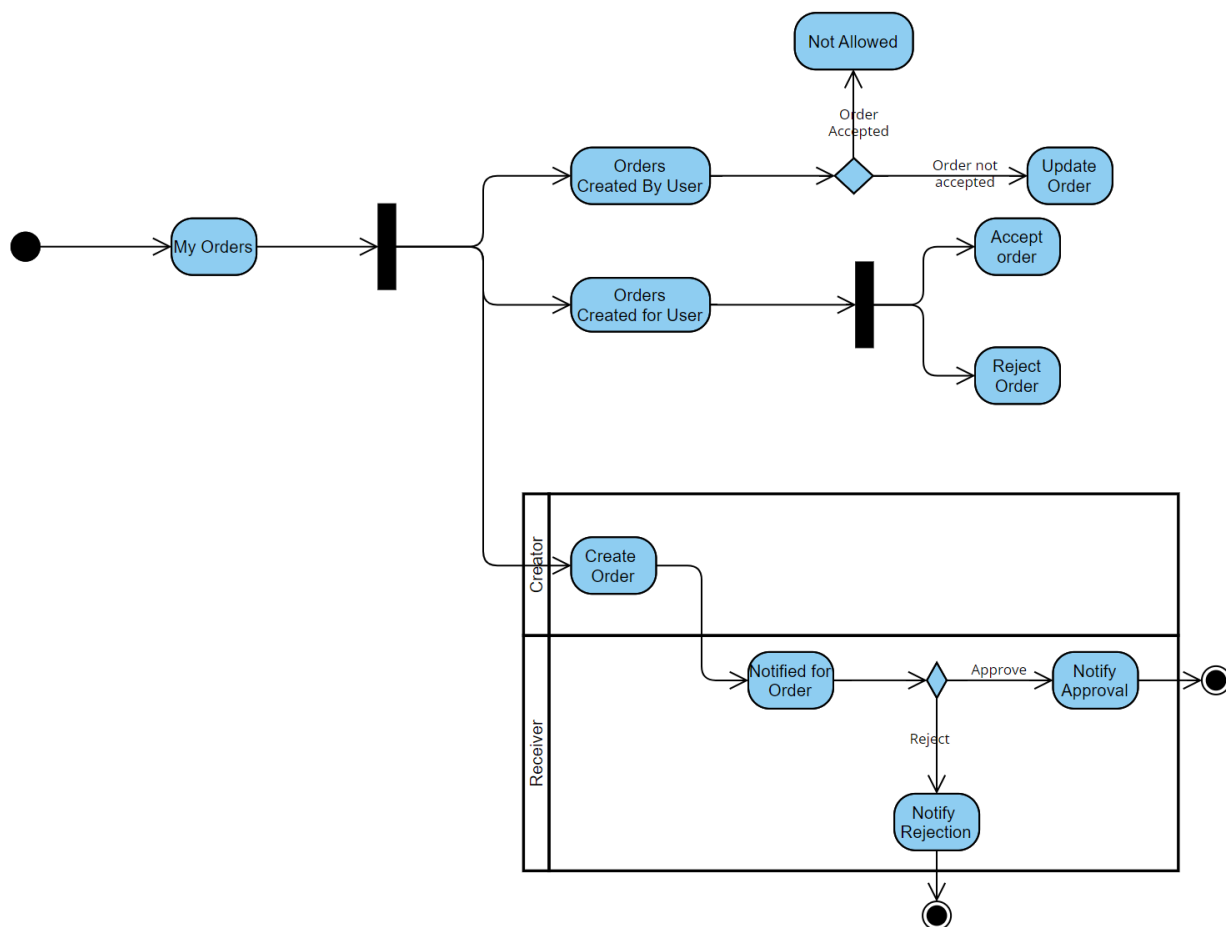 Not Allowed
Order
Accepted
Orders
Created By User
Order not
accepted
Update
Order
My Orders
Accept
order
Orders
Created for User
Reject
Order
Creator
Create
Order
Receiver
Notified for
Order
Approve
Notify
Approval
Reject
Notify
Rejection